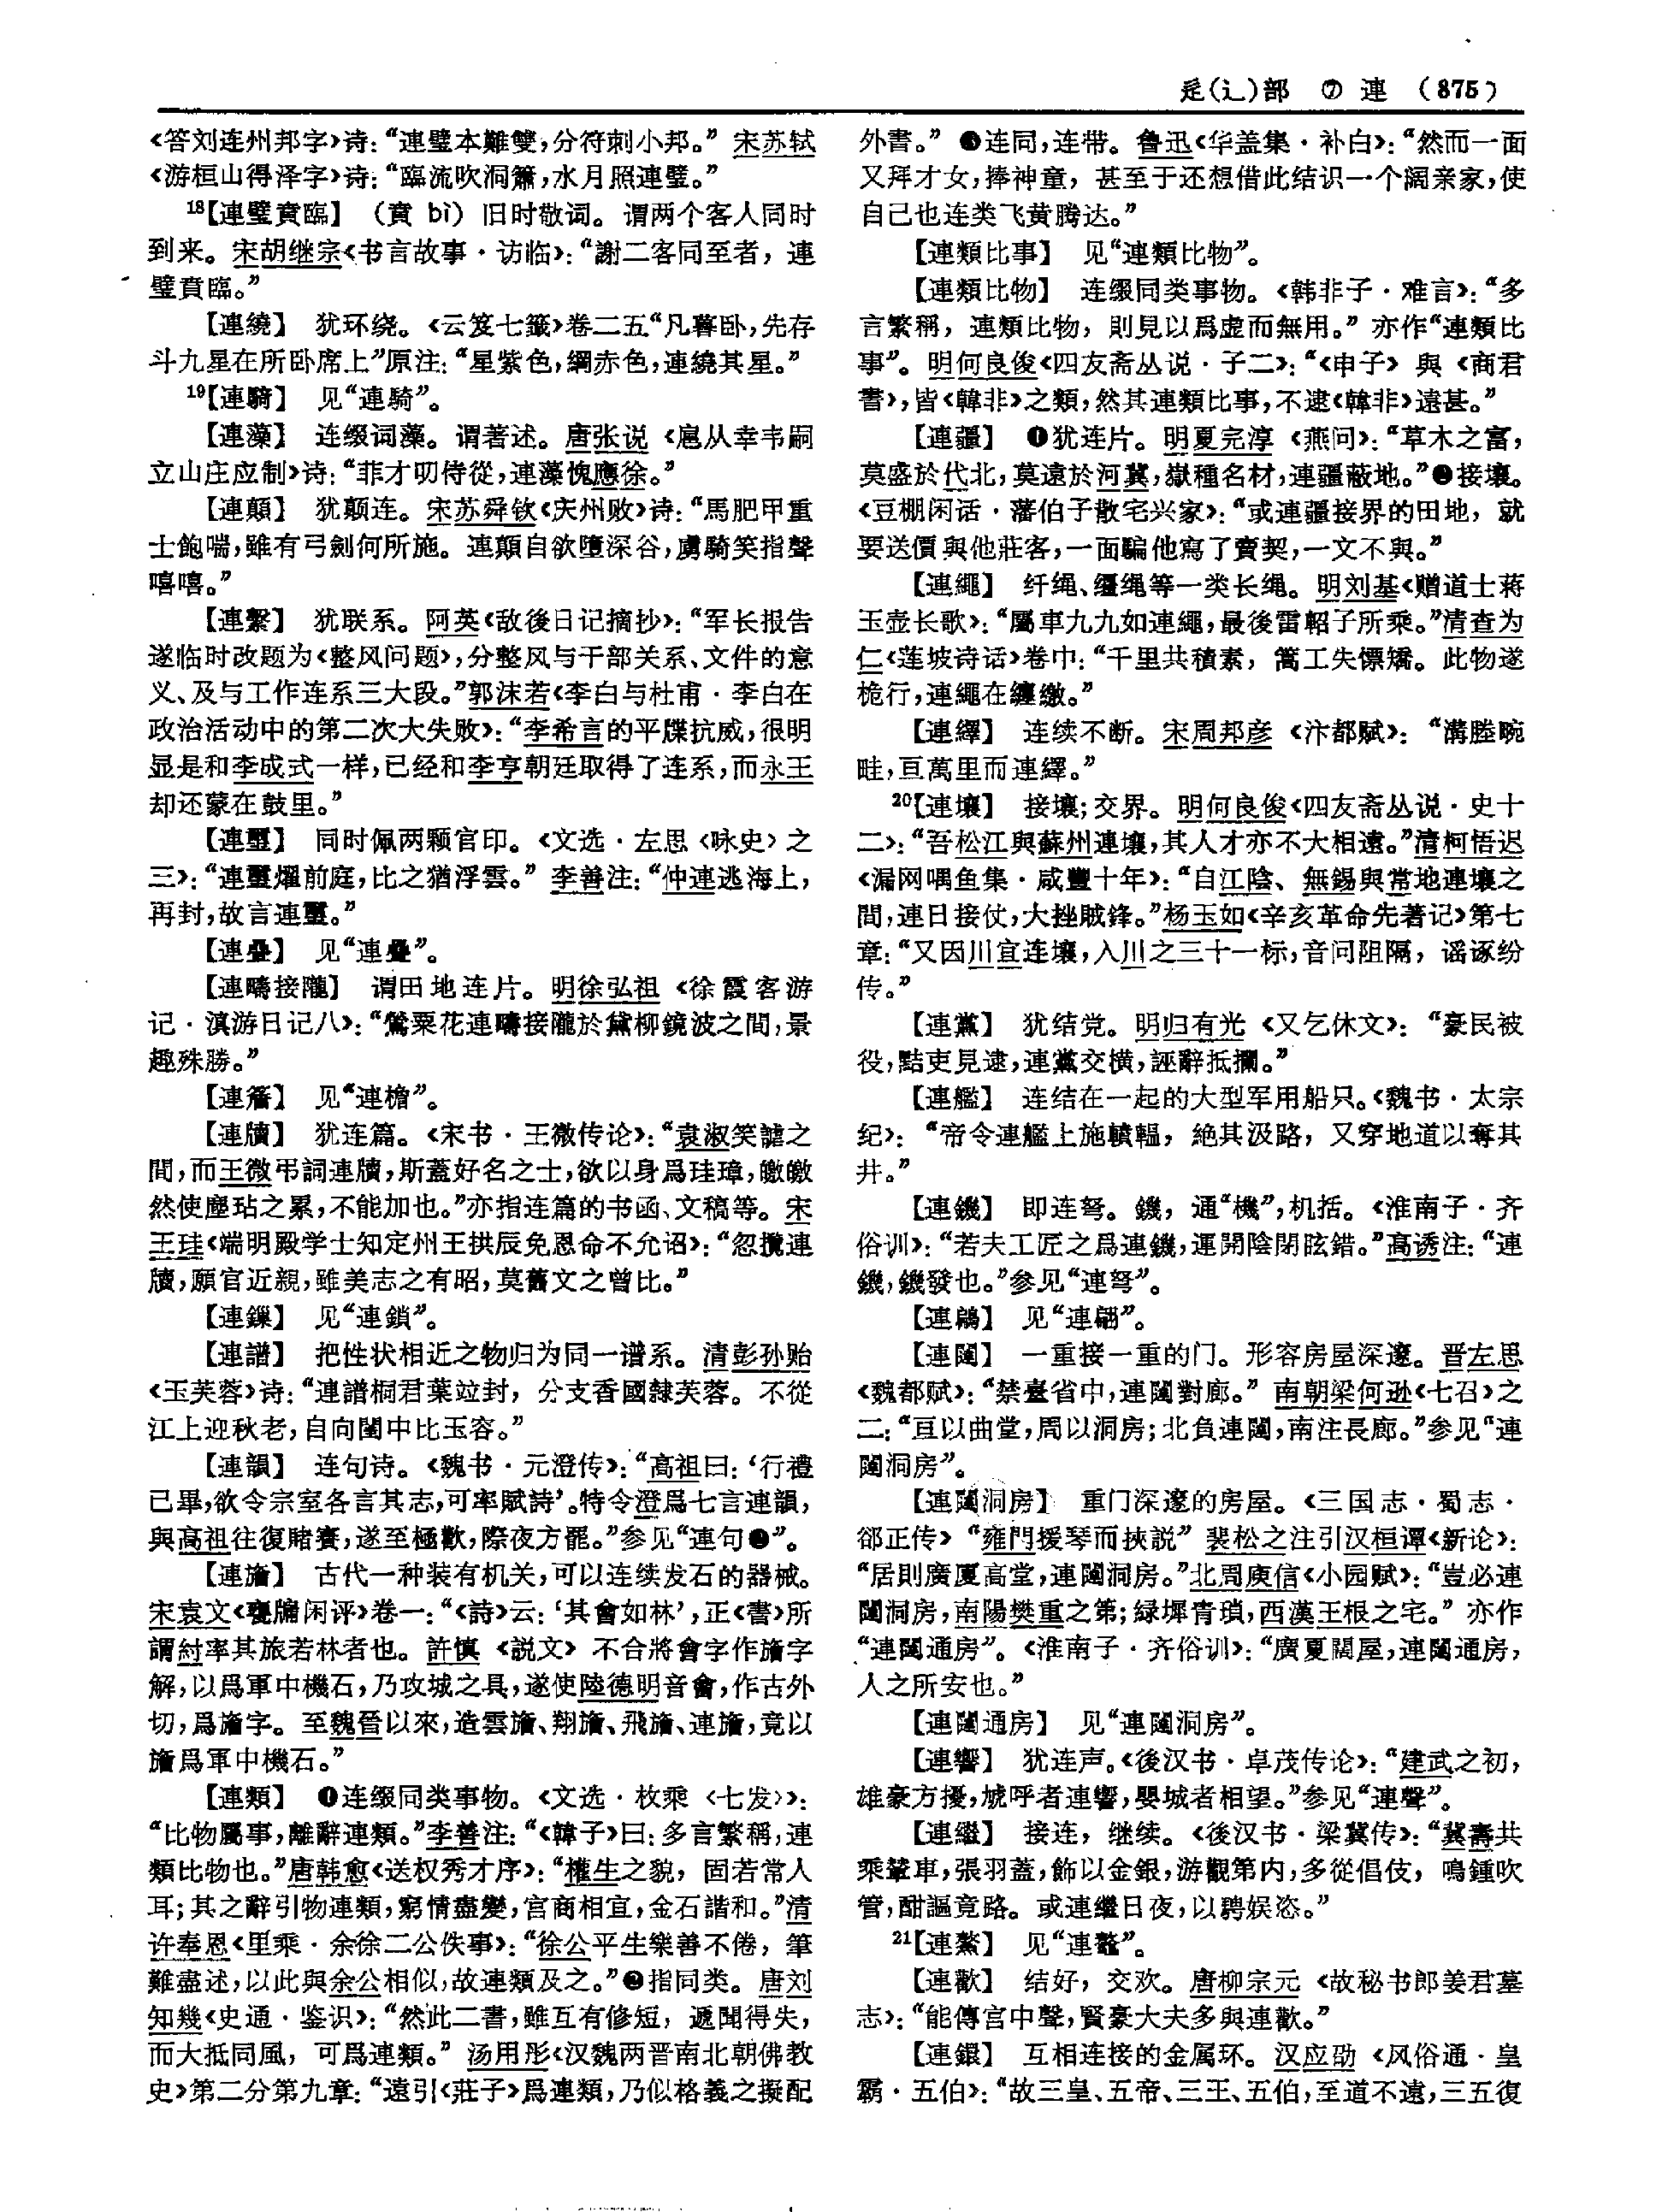 辵(辶)部 ⑦ 連 (875)
《答刘连州邦字》诗：“連璧本難雙，分符刺小邦。” 宋苏轼
《游桓山得泽字》诗：“臨流吹洞簫，水月照連璧。”
18【連璧賁臨】 （賁 bì）旧时敬词。谓两个客人同时
到来。宋胡继宗《书言故事·访临》：“謝二客同至者，連
璧賁臨。”
【連繞】 犹环绕。《云笈七籤》卷二五“凡暮卧，先存
斗九星在所卧席上”原注：“星紫色，綱赤色，連繞其星。”
19【連騎】 见“連騎”。
【連藻】 连缀词藻。谓著述。唐张说《扈从幸韦嗣
立山庄应制》诗：“菲才叨侍從，連藻愧應徐。”
【連顛】 犹颠连。宋苏舜钦《庆州败》诗：“馬肥甲重
士飽喘，雖有弓劍何所施。連顛自欲墮深谷，虜騎笑指聲
嘻嘻。”
【連繫】 犹联系。阿英《敌後日记摘抄》：“军长报告
遂临时改题为《整风问题》，分整风与干部关系、文件的意
义、及与工作连系三大段。”郭沫若《李白与杜甫·李白在
政治活动中的第二次大失败》：“李希言的平牒抗威，很明
显是和李成式一样，已经和李亨朝廷取得了连系，而永王
却还蒙在鼓里。”
【連璽】 同时佩两颗官印。《文选·左思〈咏史〉之
三》：“連璽燿前庭，比之猶浮雲。” 李善注：“仲連逃海上，
再封，故言連璽。”
【連壘】 见“連疊”。
【連疇接隴】 谓田地连片。明徐弘祖《徐霞客游
记·滇游日记八》：“鶯粟花連疇接隴於黛柳鏡波之間，景
趣殊勝。”
【連簷】 见“連檐”。
【連牘】 犹连篇。《宋书·王微传论》：“袁淑笑謔之
間，而王微弔詞連牘，斯蓋好名之士，欲以身爲珪璋，皦皦
然使塵玷之累，不能加也。”亦指连篇的书函、文稿等。宋
王珪《端明殿学士知定州王拱辰免恩命不允诏》：“忽攬連
牘，願官近親，雖美志之有昭，莫舊文之曾比。”
【連鏁】 见“連鎖”。
【連譜】 把性状相近之物归为同一谱系。清彭孙贻
《玉芙蓉》诗：“連譜桐君葉竝封，分支香國隸芙蓉。不從
江上迎秋老，自向閨中比玉容。”
【連韻】 连句诗。《魏书·元澄传》：“高祖曰：‘行禮
已畢，欲令宗室各言其志，可率賦詩’。特令澄爲七言連韻，
與高祖往復賭賽，遂至極歡，際夜方罷。”参见“連句❷”。
【連旝】 古代一种装有机关，可以连续发石的器械。
宋袁文《甕牖闲评》卷一：“《詩》云：‘其會如林’，正《書》所
謂紂率其旅若林者也。許慎《説文》不合將會字作旝字
解，以爲軍中機石，乃攻城之具，遂使陸德明音會，作古外
切，爲旝字。至魏晉以來，造雲旝、翔旝、飛旝、連旝，竟以
旝爲軍中機石。”
【連類】 ❶连缀同类事物。《文选·枚乘〈七发〉》：
“比物屬事，離辭連類。”李善注：“《韓子》曰：多言繁稱，連
類比物也。”唐韩愈《送权秀才序》：“權生之貌，固若常人
耳；其之辭引物連類，窮情盡變，宫商相宜，金石諧和。”清
许奉恩《里乘·余徐二公佚事》：“徐公平生樂善不倦，筆
難盡述，以此與余公相似，故連類及之。”❷指同类。唐刘
知幾《史通·鉴识》：“然此二書，雖互有修短，遞聞得失，
而大抵同風，可爲連類。” 汤用彤《汉魏两晋南北朝佛教
史》第二分第九章：“遠引《莊子》爲連類，乃似格義之擬配
外書。” ❸连同，连带。鲁迅《华盖集·补白》：“然而一面
又拜才女，捧神童，甚至于还想借此结识一个阔亲家，使
自己也连类飞黄腾达。”
【連類比事】 见“連類比物”。
【連類比物】 连缀同类事物。《韩非子·难言》：“多
言繁稱，連類比物，則見以爲虚而無用。” 亦作“連類比
事”。明何良俊《四友斋丛说·子二》：“《申子》與《商君
書》，皆《韓非》之類，然其連類比事，不逮《韓非》遠甚。”
【連疆】 ❶犹连片。明夏完淳《燕问》：“草木之富，
莫盛於代北，莫遠於河冀，嶽種名材，連疆蔽地。”❷接壤。
《豆棚闲话·藩伯子散宅兴家》：“或連疆接界的田地，就
要送價與他莊客，一面騙他寫了賣契，一文不與。”
【連繩】 纤绳、缰绳等一类长绳。明刘基《赠道士蒋
玉壶长歌》：“屬車九九如連繩，最後雷軺子所乘。”清查为
仁《莲坡诗话》卷中：“千里共積素，篙工失慓矯。此物遂
桅行，連繩在纏繳。”
【連繹】 连续不断。宋周邦彦《汴都赋》：“溝塍畹
畦，亘萬里而連繹。”
20【連壤】 接壤；交界。明何良俊《四友斋丛说·史十
二》：“吾松江與蘇州連壤，其人才亦不大相遠。”清柯悟迟
《漏网喁鱼集·咸豐十年》：“自江陰、無錫與常地連壤之
間，連日接仗，大挫賊鋒。”杨玉如《辛亥革命先著记》第七
章：“又因川宜连壤，入川之三十一标，音问阻隔，谣诼纷
传。”
【連黨】 犹结党。明归有光《又乞休文》：“豪民被
役，黠吏見逮，連黨交横，誣辭抵攔。”
【連艦】 连结在一起的大型军用船只。《魏书·太宗
纪》：“帝令連艦上施轒輼，絶其汲路，又穿地道以奪其
井。”
【連鐖】 即连弩。鐖，通“機”，机括。《淮南子·齐
俗训》：“若夫工匠之爲連鐖，運開陰閉眩錯。”高诱注：“連
鐖，鐖發也。”参见“連弩”。
【連鷊】 见“連翩”。
【連闥】 一重接一重的门。形容房屋深邃。晋左思
《魏都赋》：“禁臺省中，連闥對廊。” 南朝梁何逊《七召》之
二：“亘以曲堂，周以洞房；北負連闥，南注長廊。”参见“連
闥洞房”。
【連闥洞房】 重门深邃的房屋。《三国志·蜀志·
郤正传》“雍門援琴而挾説” 裴松之注引汉桓谭《新论》：
“居則廣厦高堂，連闥洞房。”北周庾信《小园赋》：“豈必連
闥洞房，南陽樊重之第；緑墀青瑣，西漢王根之宅。” 亦作
“連闥通房”。《淮南子·齐俗训》：“廣夏闊屋，連闥通房，
人之所安也。”
【連闥通房】 见“連闥洞房”。
【連響】 犹连声。《後汉书·卓茂传论》：“建武之初，
雄豪方擾，虓呼者連響，嬰城者相望。”参见“連聲”。
【連繼】 接连，继续。《後汉书·梁冀传》：“冀壽共
乘輦車，張羽蓋，飾以金銀，游觀第内，多從倡伎，鳴鍾吹
管，酣謳竟路。或連繼日夜，以騁娱恣。”
21【連鰲】 见“連鼇”。
【連歡】 结好，交欢。唐柳宗元《故秘书郎姜君墓
志》：“能傳宫中聲，賢豪大夫多與連歡。”
【連鐶】 互相连接的金属环。汉应劭《风俗通·皇
霸·五伯》：“故三皇、五帝、三王、五伯，至道不遠，三五復